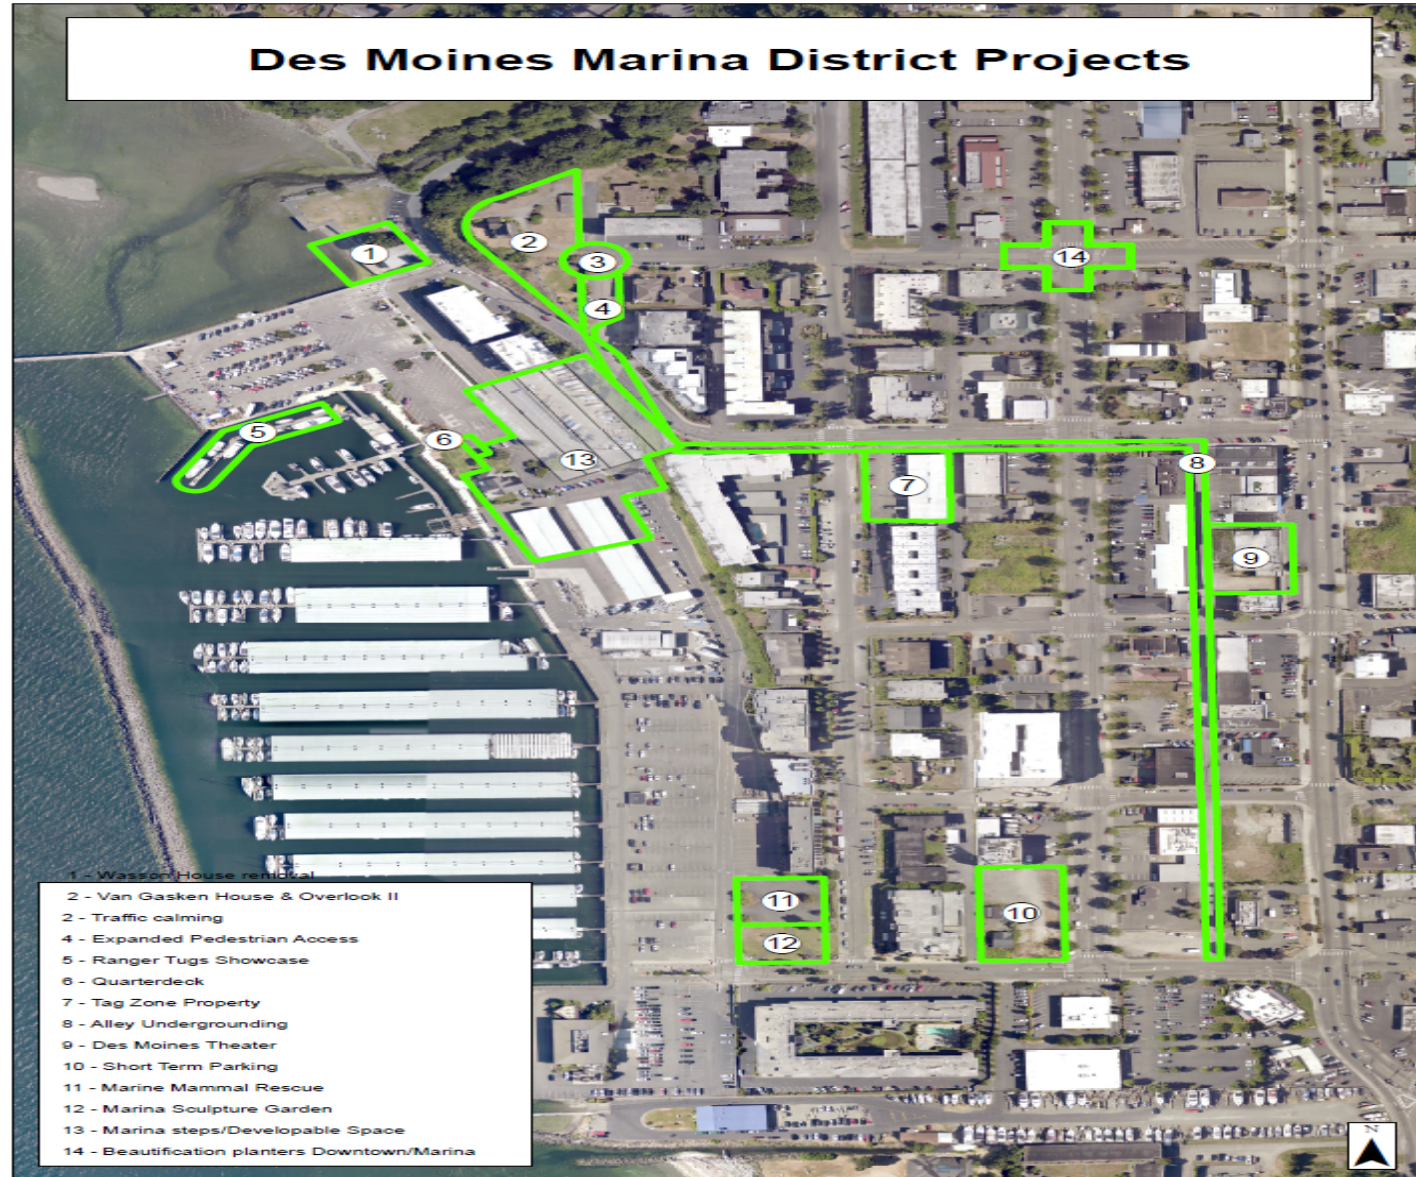 Des Moines Marina District Projects
1
2
3
4
14
5
6
13
7
8
9
11
10
12
1 - Wasson House removal
2 - Van Gasken House & Overlook II
2 - Traffic calming
4 - Expanded Pedestrian Access
5 - Ranger Tugs Showcase
6 - Quarterdeck
7 - Tag Zone Property
8 - Alley Undergrounding
9 - Des Moines Theater
10 - Short Term Parking
11 - Marine Mammal Rescue
12 - Marina Sculpture Garden
13 - Marina steps/Developable Space
14 - Beautification planters Downtown/Marina
N